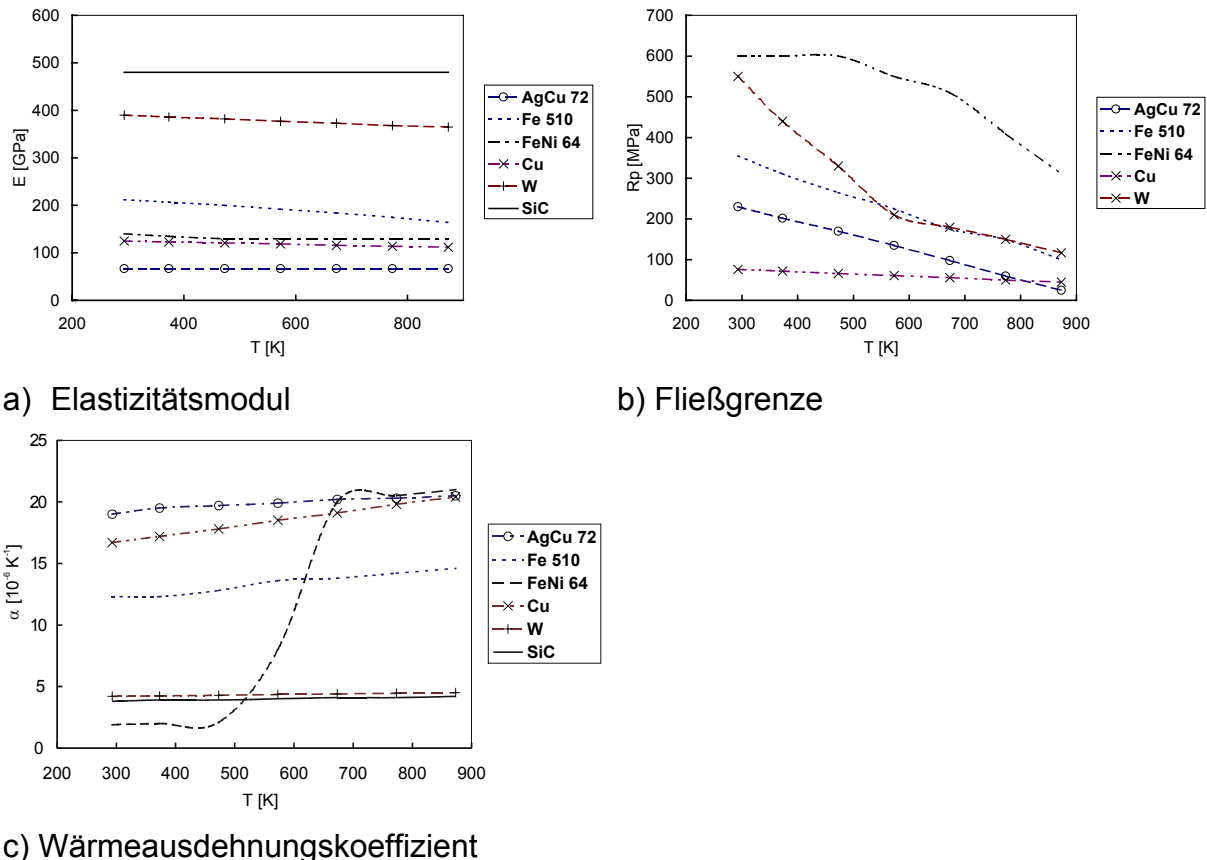 600
500
400
300
200
100
0
E [GPa]
200 400 600 800
T [K]
AgCu 72
Fe 510
FeNi 64
Cu
W
SiC
700
600
500
400
300
200
100
0
Rp [MPa]
200 300 400 500 600 700 800 900
T [K]
AgCu 72
Fe 510
FeNi 64
Cu
W
a) Elastizitätsmodul
b) Fließgrenze
25
20
15
10
5
0
α [10⁻⁶ K⁻¹]
200 300 400 500 600 700 800 900
T [K]
AgCu 72
Fe 510
FeNi 64
Cu
W
SiC
c) Wärmeausdehnungskoeffizient